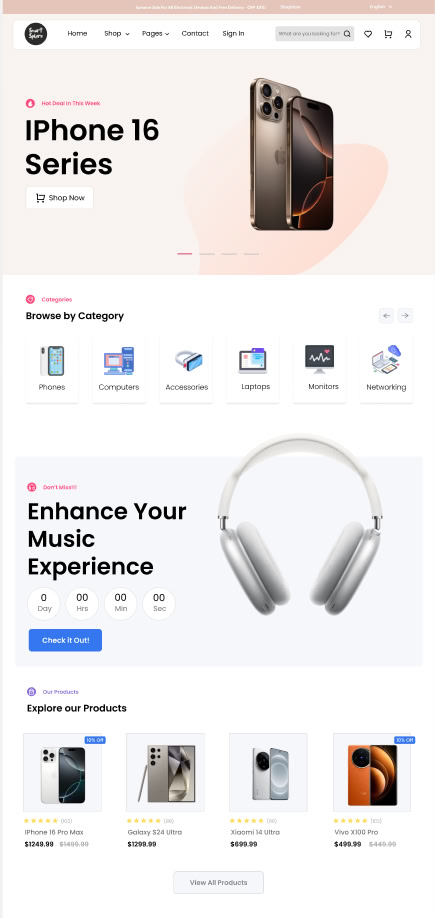 Summer Sale For All Electronic Devices And Free Delivery - OFF 50%! ShopNow English
Smart Sphere
Home Shop Pages Contact Sign In What are you looking for?
Hot Deal In This Week
IPhone 16
Series
Shop Now
Categories
Browse by Category
Phones Computers Accessories Laptops Monitors Networking
Don't Miss!!!
Enhance Your
Music
Experience
0 00 00 00
Day Hrs Min Sec
Check it Out!
Our Products
Explore our Products
10% Off 10% Off
IPhone 16 Pro Max Galaxy S24 Ultra Xiaomi 14 Ultra Vivo X100 Pro
$1249.99 $1499.99 $1299.99 $699.99 $499.99 $449.99
View All Products